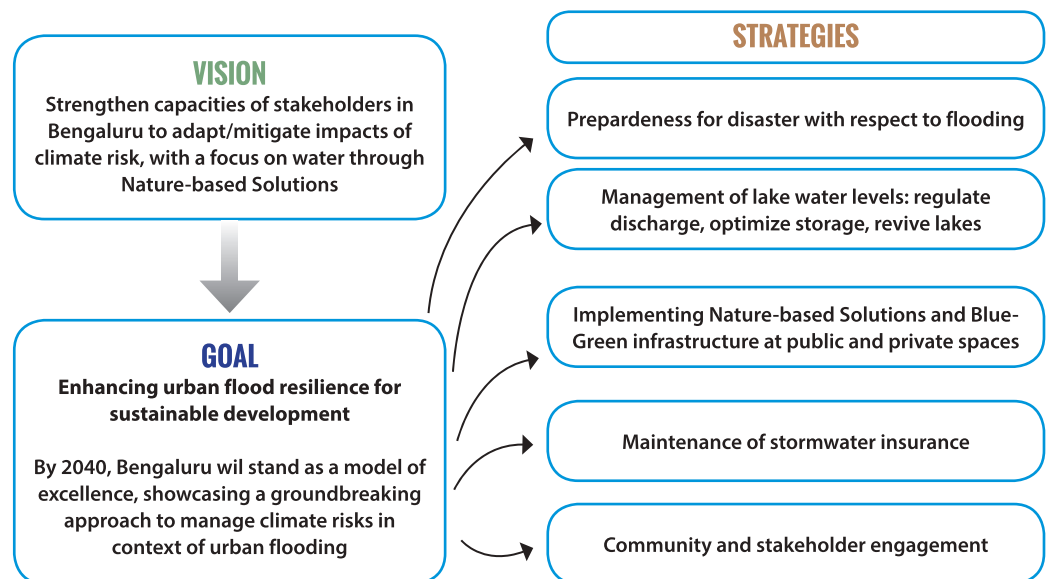 VISION
Strengthen capacities of stakeholders in
Bengaluru to adapt/mitigate impacts of
climate risk, with a focus on water through
Nature-based Solutions
GOAL
Enhancing urban flood resilience for
sustainable development
By 2040, Bengaluru wil stand as a model of
excellence, showcasing a groundbreaking
approach to manage climate risks in
context of urban flooding
STRATEGIES
Prepardeness for disaster with respect to flooding
Management of lake water levels: regulate
discharge, optimize storage, revive lakes
Implementing Nature-based Solutions and Blue-
Green infrastructure at public and private spaces
Maintenance of stormwater insurance
Community and stakeholder engagement